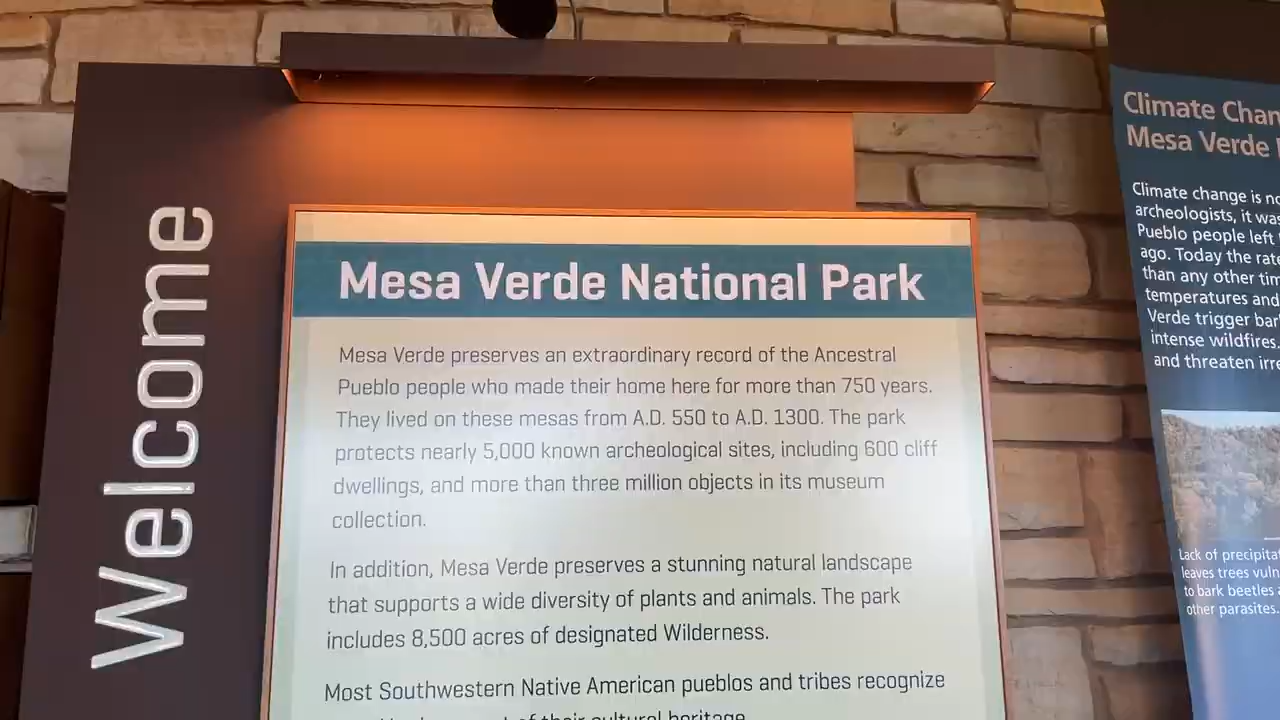 Welcome
Mesa Verde National Park
Mesa Verde preserves an extraordinary record of the Ancestral
Pueblo people who made their home here for more than 750 years.
They lived on these mesas from A.D. 550 to A.D. 1300. The park
protects nearly 5,000 known archeological sites, including 600 cliff
dwellings, and more than three million objects in its museum
collection.
In addition, Mesa Verde preserves a stunning natural landscape
that supports a wide diversity of plants and animals. The park
includes 8,500 acres of designated Wilderness.
Most Southwestern Native American pueblos and tribes recognize
of their cultural heritage
Climate Chan
Mesa Verde
Climate change is no
archeologists, it was
Pueblo people left
ago. Today the rate
than any other tim
temperatures and
Verde trigger bar
intense wildfires.
and threaten irre
Lack of precipitat
leaves trees vuln
to bark beetles
other parasites.